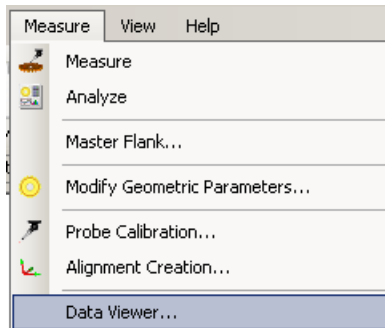 Measure View Help
Measure
Analyze
Master Flank...
Modify Geometric Parameters...
Probe Calibration...
Alignment Creation...
Data Viewer...